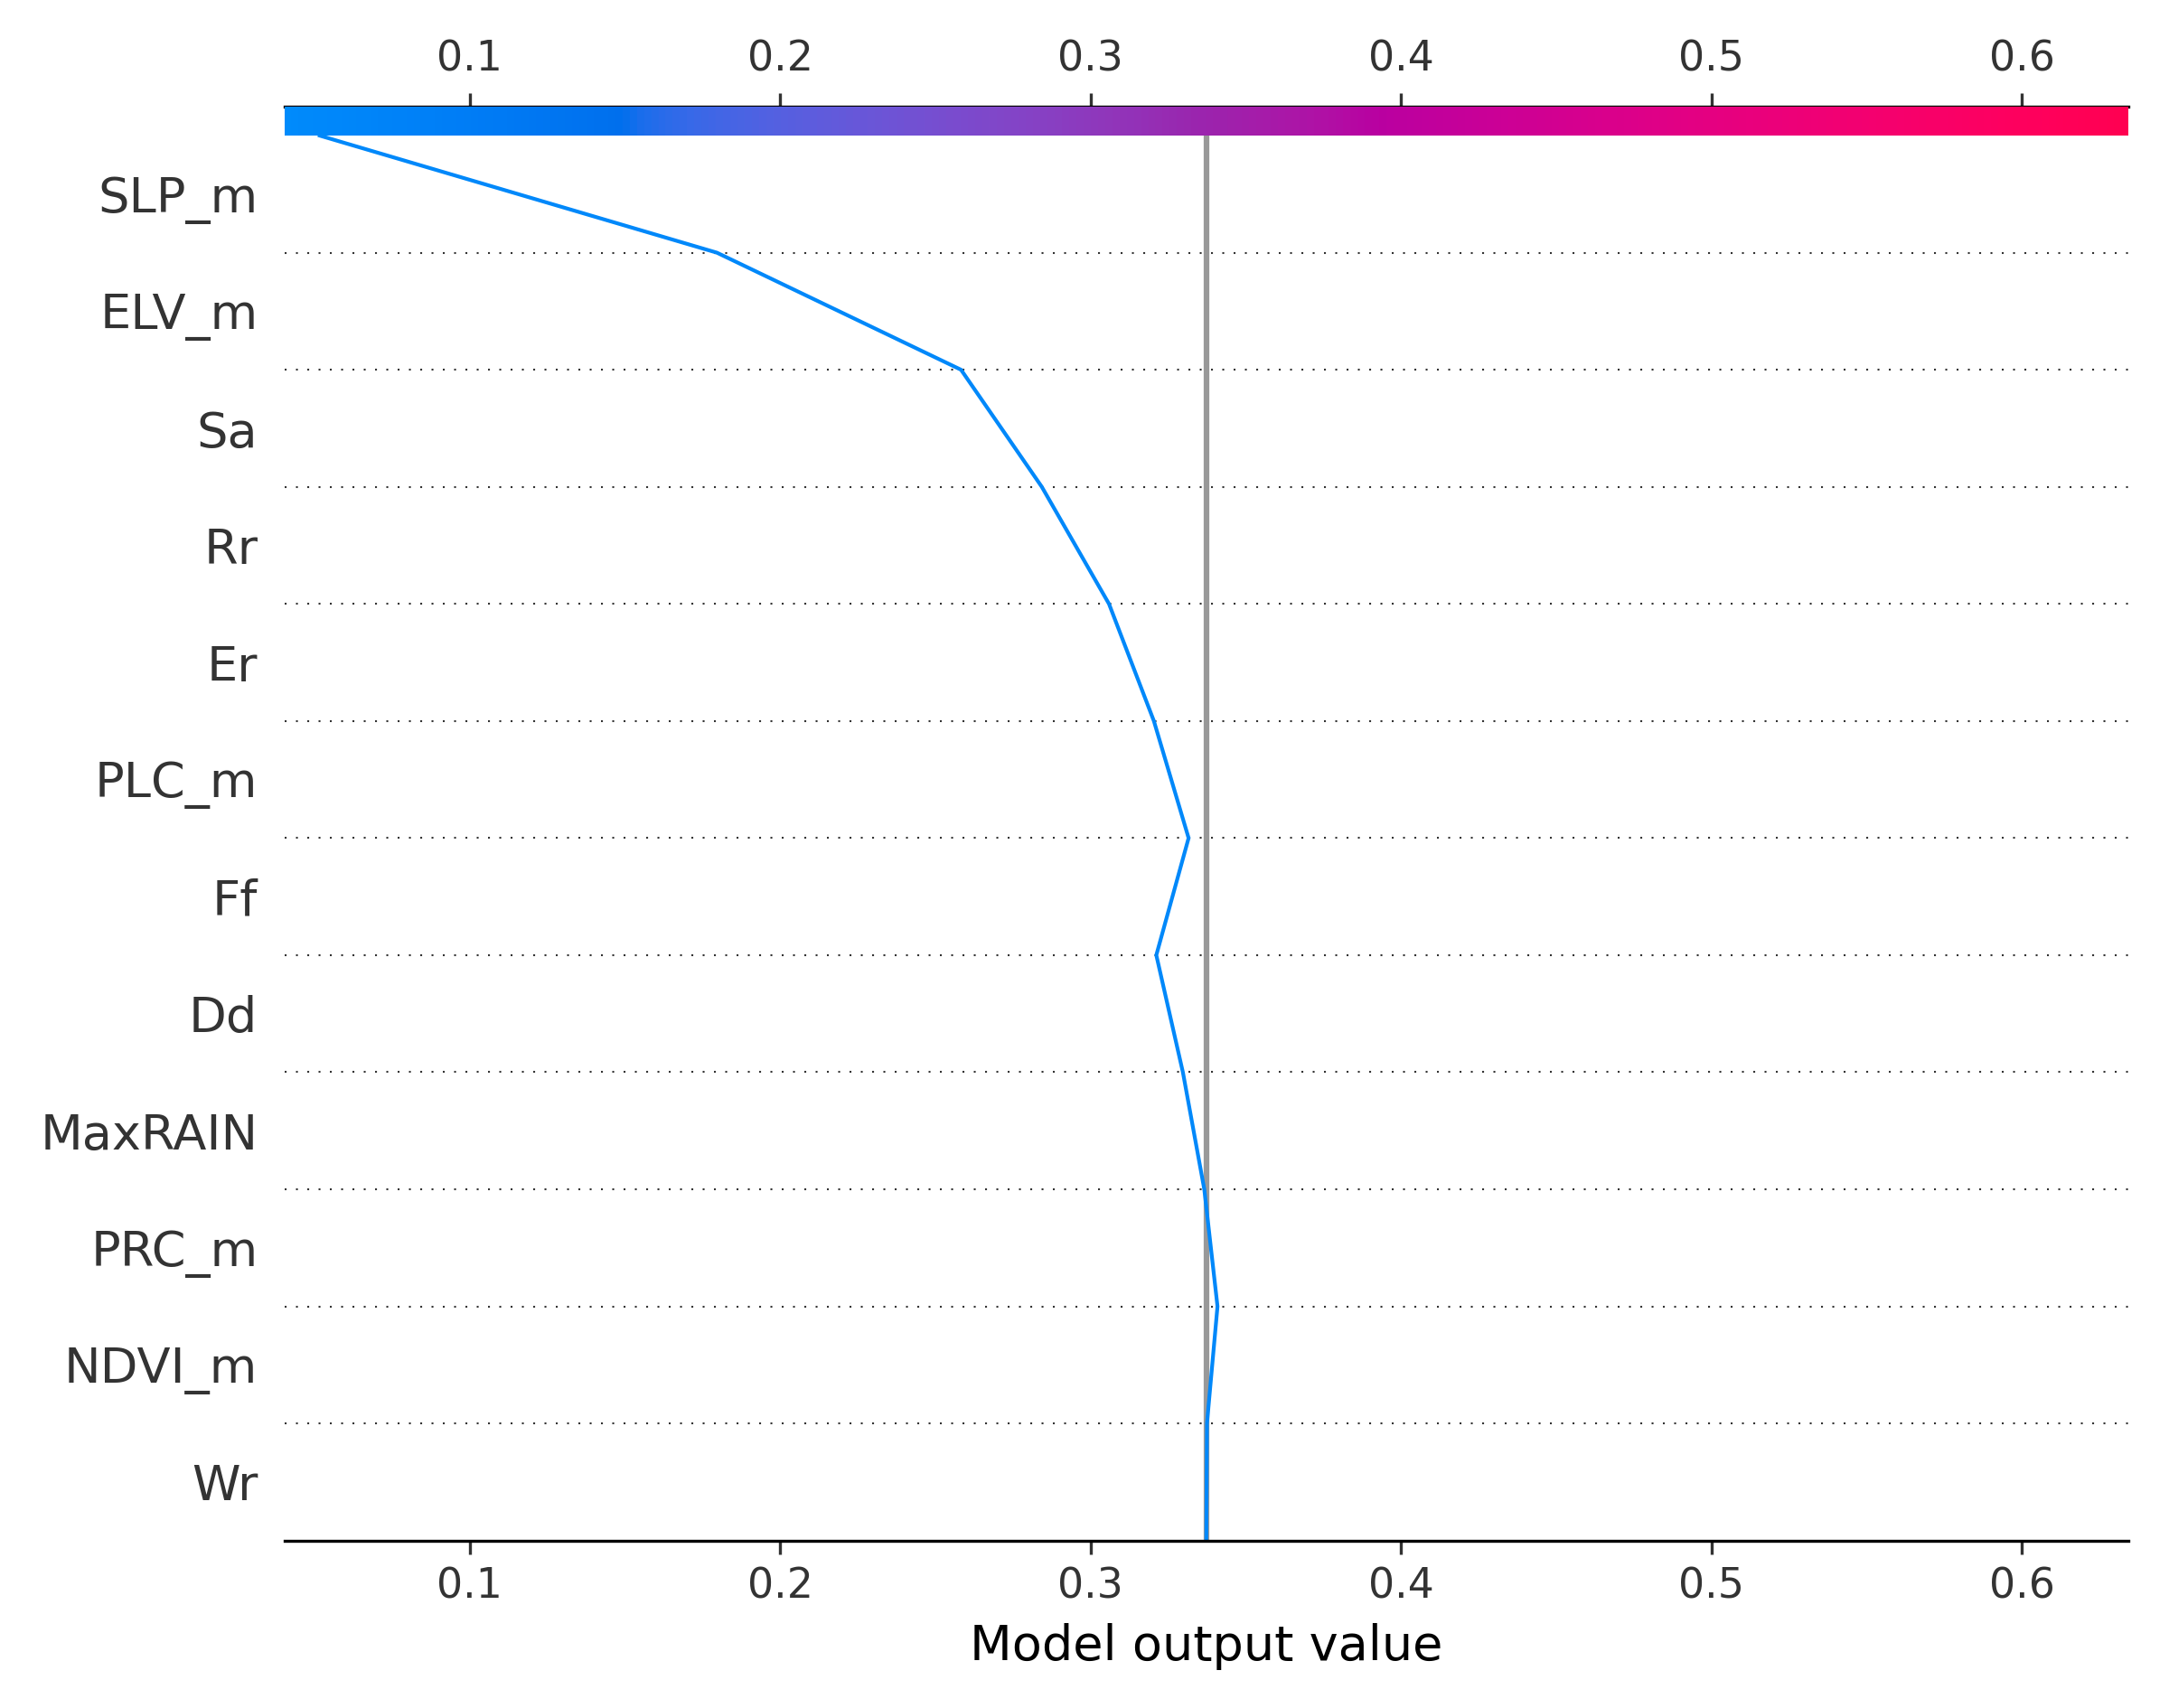 0.1 0.2 0.3 0.4 0.5 0.6
SLP_m
ELV_m
Sa
Rr
Er
PLC_m
Ff
Dd
MaxRAIN
PRC_m
NDVI_m
Wr
0.1 0.2 0.3 0.4 0.5 0.6
Model output value